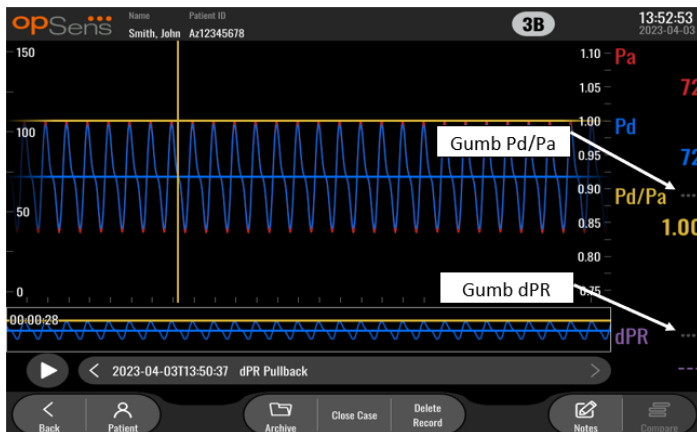 opSens
Name Patient ID
Smith, John Az12345678
3B
13:52:53
2023-04-03
150
100
50
0
1.10
1.05
1.00
0.95
0.90
0.85
0.80
0.75
Pa
72
Pd
72
Pd/Pa
---
1.00
dPR
---
---
Gumb Pd/Pa
Gumb dPR
00:00:28
2023-04-03T13:50:37 dPR Pullback
Back
Patient
Archive
Close Case
Delete
Record
Notes
Compare